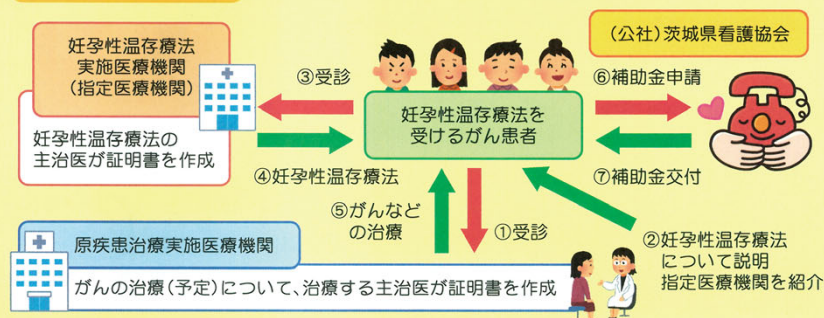 妊孕性温存療法
実施医療機関
(指定医療機関)
妊孕性温存療法の
主治医が証明書を作成
③受診
④妊孕性温存療法
妊孕性温存療法を
受けるがん患者
(公社)茨城県看護協会
⑥補助金申請
⑦補助金交付
⑤がんなど
の治療
①受診
②妊孕性温存療法
について説明
指定医療機関を紹介
原疾患治療実施医療機関
がんの治療(予定)について、治療する主治医が証明書を作成